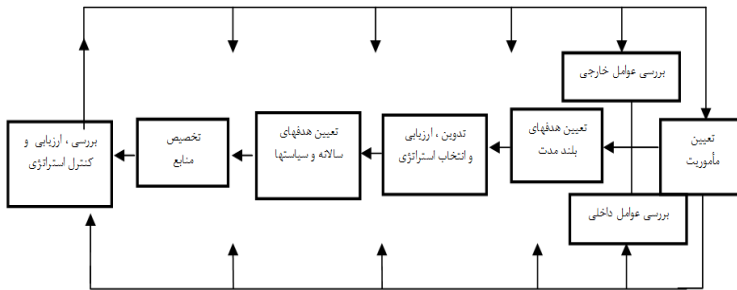 بررسی عوامل خارجی
تعیین
مأموریت
بررسی عوامل داخلی
تعیین هدفهای
بلند مدت
تدوین ، ارزیابی
و انتخاب استراتژی
تعیین هدفهای
سالانه و سیاستها
تخصیص
منابع
بررسی ، ارزیابی و
کنترل استراتژی